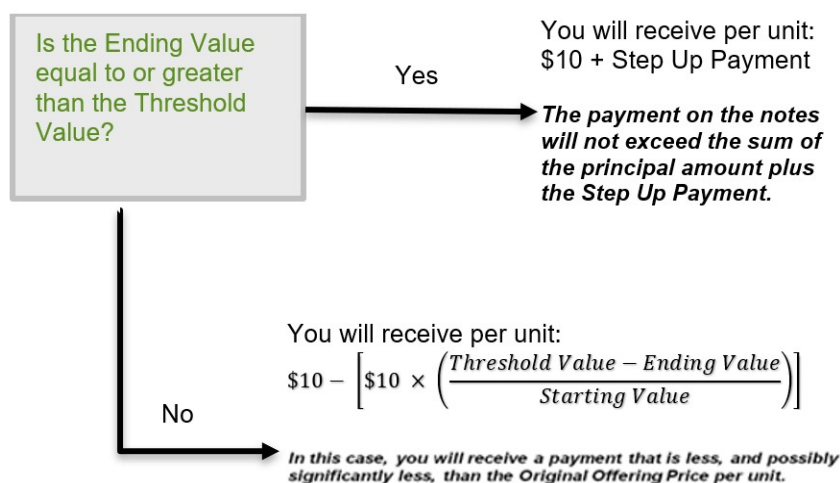 Is the Ending Value
equal to or greater
than the Threshold
Value?
Yes
You will receive per unit:
$10 + Step Up Payment
The payment on the notes
will not exceed the sum of
the principal amount plus
the Step Up Payment.
No
You will receive per unit:
$10 − [$10 × (Threshold Value − Ending Value / Starting Value)]
In this case, you will receive a payment that is less, and possibly
significantly less, than the Original Offering Price per unit.